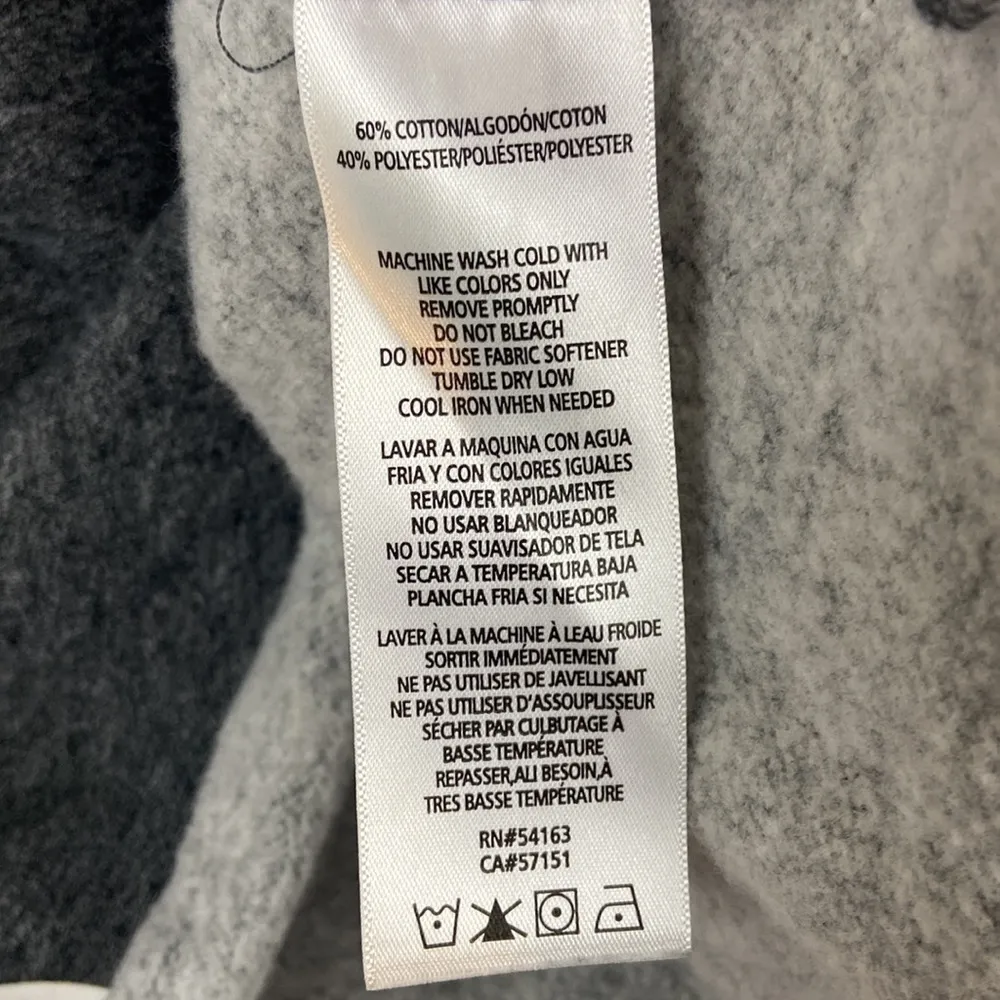 60% COTTON/ALGODÓN/COTON
40% POLYESTER/POLIÉSTER/POLYESTER
MACHINE WASH COLD WITH
LIKE COLORS ONLY
REMOVE PROMPTLY
DO NOT BLEACH
DO NOT USE FABRIC SOFTENER
TUMBLE DRY LOW
COOL IRON WHEN NEEDED
LAVAR A MAQUINA CON AGUA
FRIA Y CON COLORES IGUALES
REMOVER RAPIDAMENTE
NO USAR BLANQUEADOR
NO USAR SUAVISADOR DE TELA
SECAR A TEMPERATURA BAJA
PLANCHA FRIA SI NECESITA
LAVER À LA MACHINE À LEAU FROIDE
SORTIR IMMÉDIATEMENT
NE PAS UTILISER DE JAVELLISANT
NE PAS UTILISER D'ASSOUPLISSEUR
SÉCHER PAR CULBUTAGE À
BASSE TEMPÉRATURE
REPASSER,ALI BESOIN,À
TRES BASSE TEMPÉRATURE
RN#54163
CA#57151